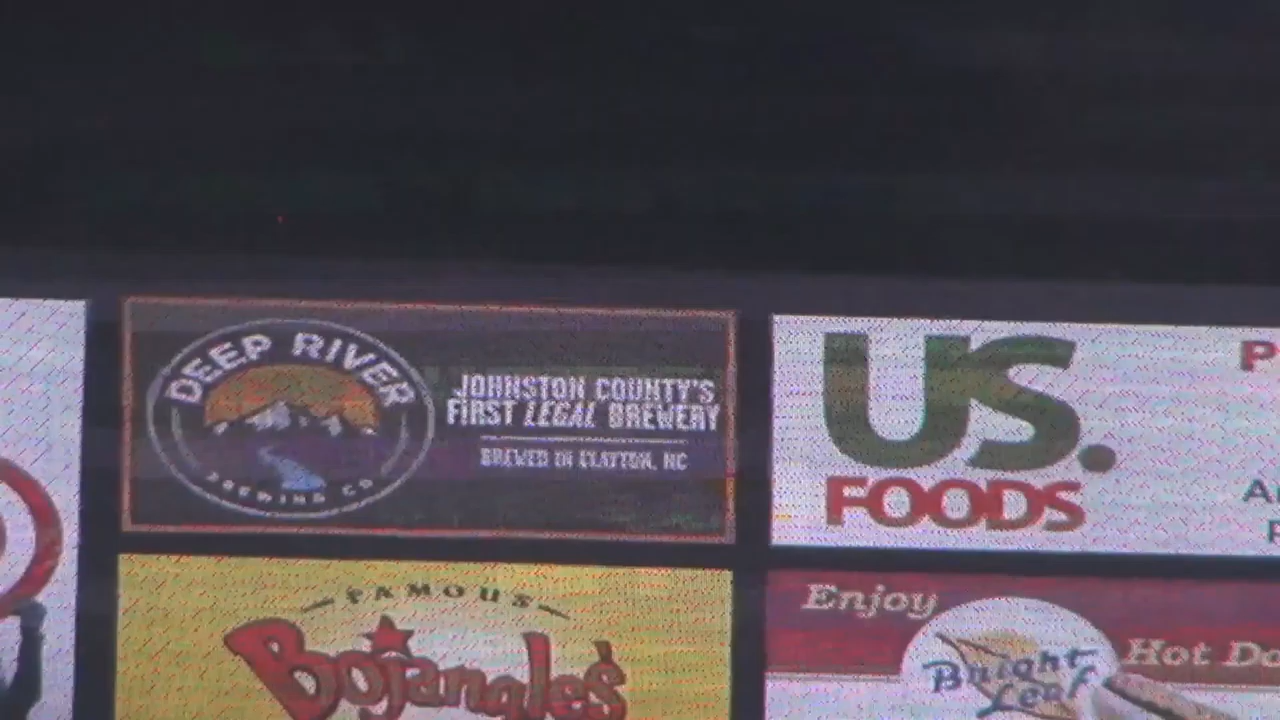 DEEP RIVER
BREWING CO
JOHNSTON COUNTY'S
FIRST LEGAL BREWERY
BREWED IN CLAYTON, NC
US.
FOODS
P
A
F
FAMOUS
Bojangles'
Enjoy
Bright
Leaf
Hot Do